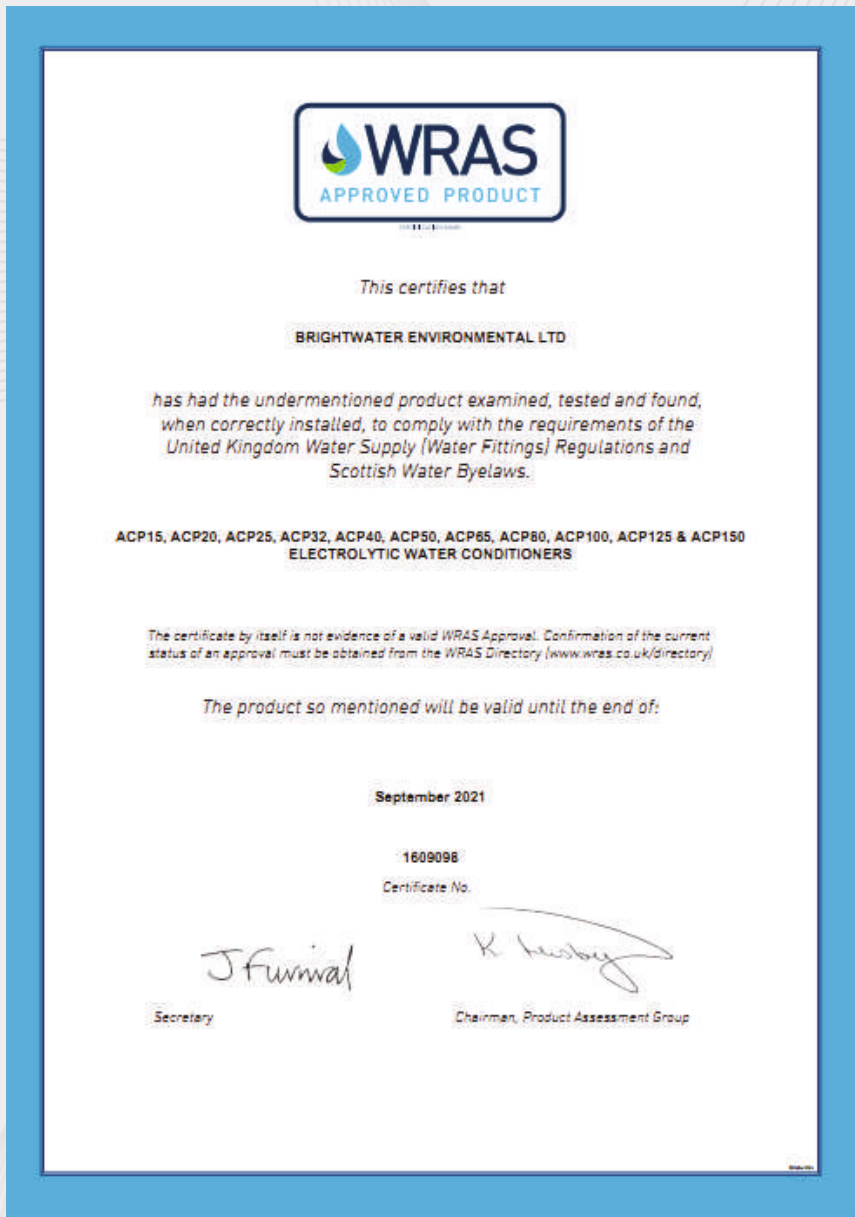 WRAS
APPROVED PRODUCT
This certifies that
BRIGHTWATER ENVIRONMENTAL LTD
has had the undermentioned product examined, tested and found,
when correctly installed, to comply with the requirements of the
United Kingdom Water Supply (Water Fittings) Regulations and
Scottish Water Byelaws.
ACP15, ACP20, ACP25, ACP32, ACP40, ACP50, ACP65, ACP80, ACP100, ACP125 & ACP150
ELECTROLYTIC WATER CONDITIONERS
The certificate by itself is not evidence of a valid WRAS Approval. Confirmation of the current
status of an approval must be obtained from the WRAS Directory (www.wras.co.uk/directory)
The product so mentioned will be valid until the end of:
September 2021
1609098
Certificate No.
J Furnival
K
Secretary
Chairman, Product Assessment Group